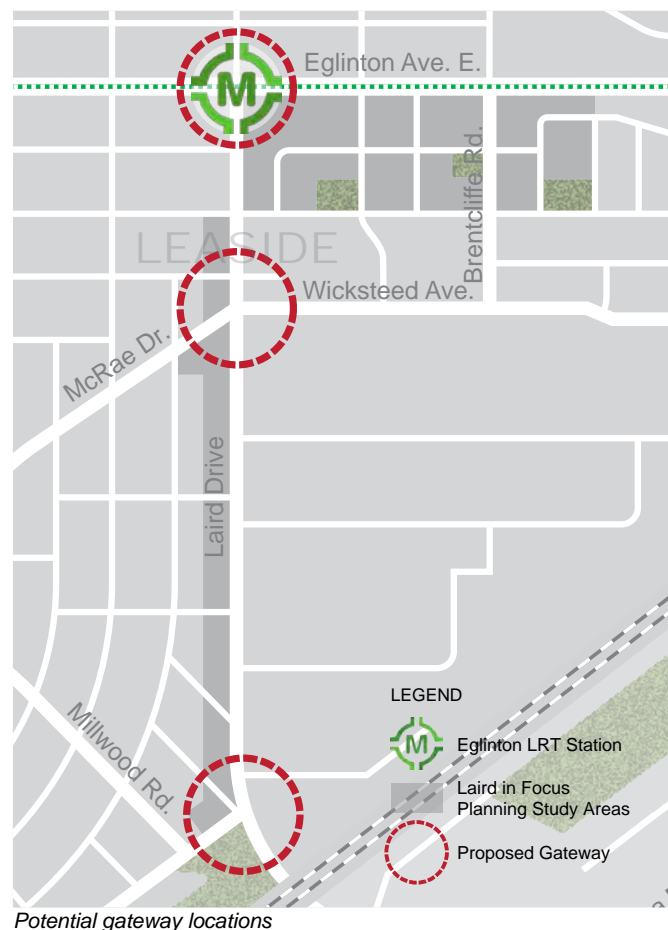 Eglinton Ave. E.
M
Brentcliffe Rd.
LEASIDE
Wicksteed Ave.
McRae Dr.
Laird Drive
Millwood Rd.
LEGEND
M
Eglinton LRT Station
Laird in Focus
Planning Study Areas
Proposed Gateway
Potential gateway locations